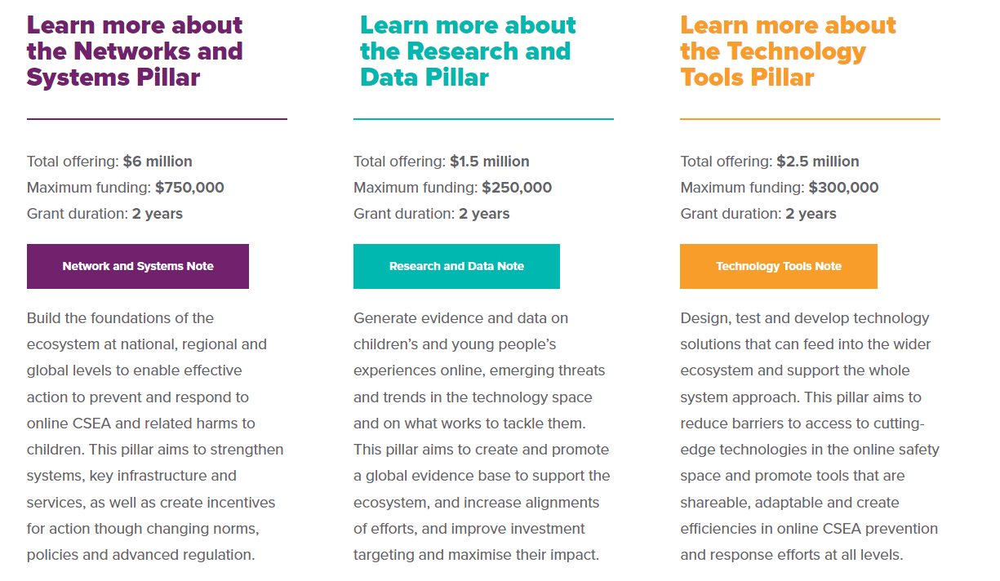 Learn more about
the Networks and
Systems Pillar
Total offering: $6 million
Maximum funding: $750,000
Grant duration: 2 years
Network and Systems Note
Build the foundations of the
ecosystem at national, regional and
global levels to enable effective
action to prevent and respond to
online CSEA and related harms to
children. This pillar aims to strengthen
systems, key infrastructure and
services, as well as create incentives
for action though changing norms,
policies and advanced regulation.
Learn more about
the Research and
Data Pillar
Total offering: $1.5 million
Maximum funding: $250,000
Grant duration: 2 years
Research and Data Note
Generate evidence and data on
children’s and young people’s
experiences online, emerging threats
and trends in the technology space
and on what works to tackle them.
This pillar aims to create and promote
a global evidence base to support the
ecosystem, and increase alignments
of efforts, and improve investment
targeting and maximise their impact.
Learn more about
the Technology
Tools Pillar
Total offering: $2.5 million
Maximum funding: $300,000
Grant duration: 2 years
Technology Tools Note
Design, test and develop technology
solutions that can feed into the wider
ecosystem and support the whole
system approach. This pillar aims to
reduce barriers to access to cutting-
edge technologies in the online safety
space and promote tools that are
shareable, adaptable and create
efficiencies in online CSEA prevention
and response efforts at all levels.